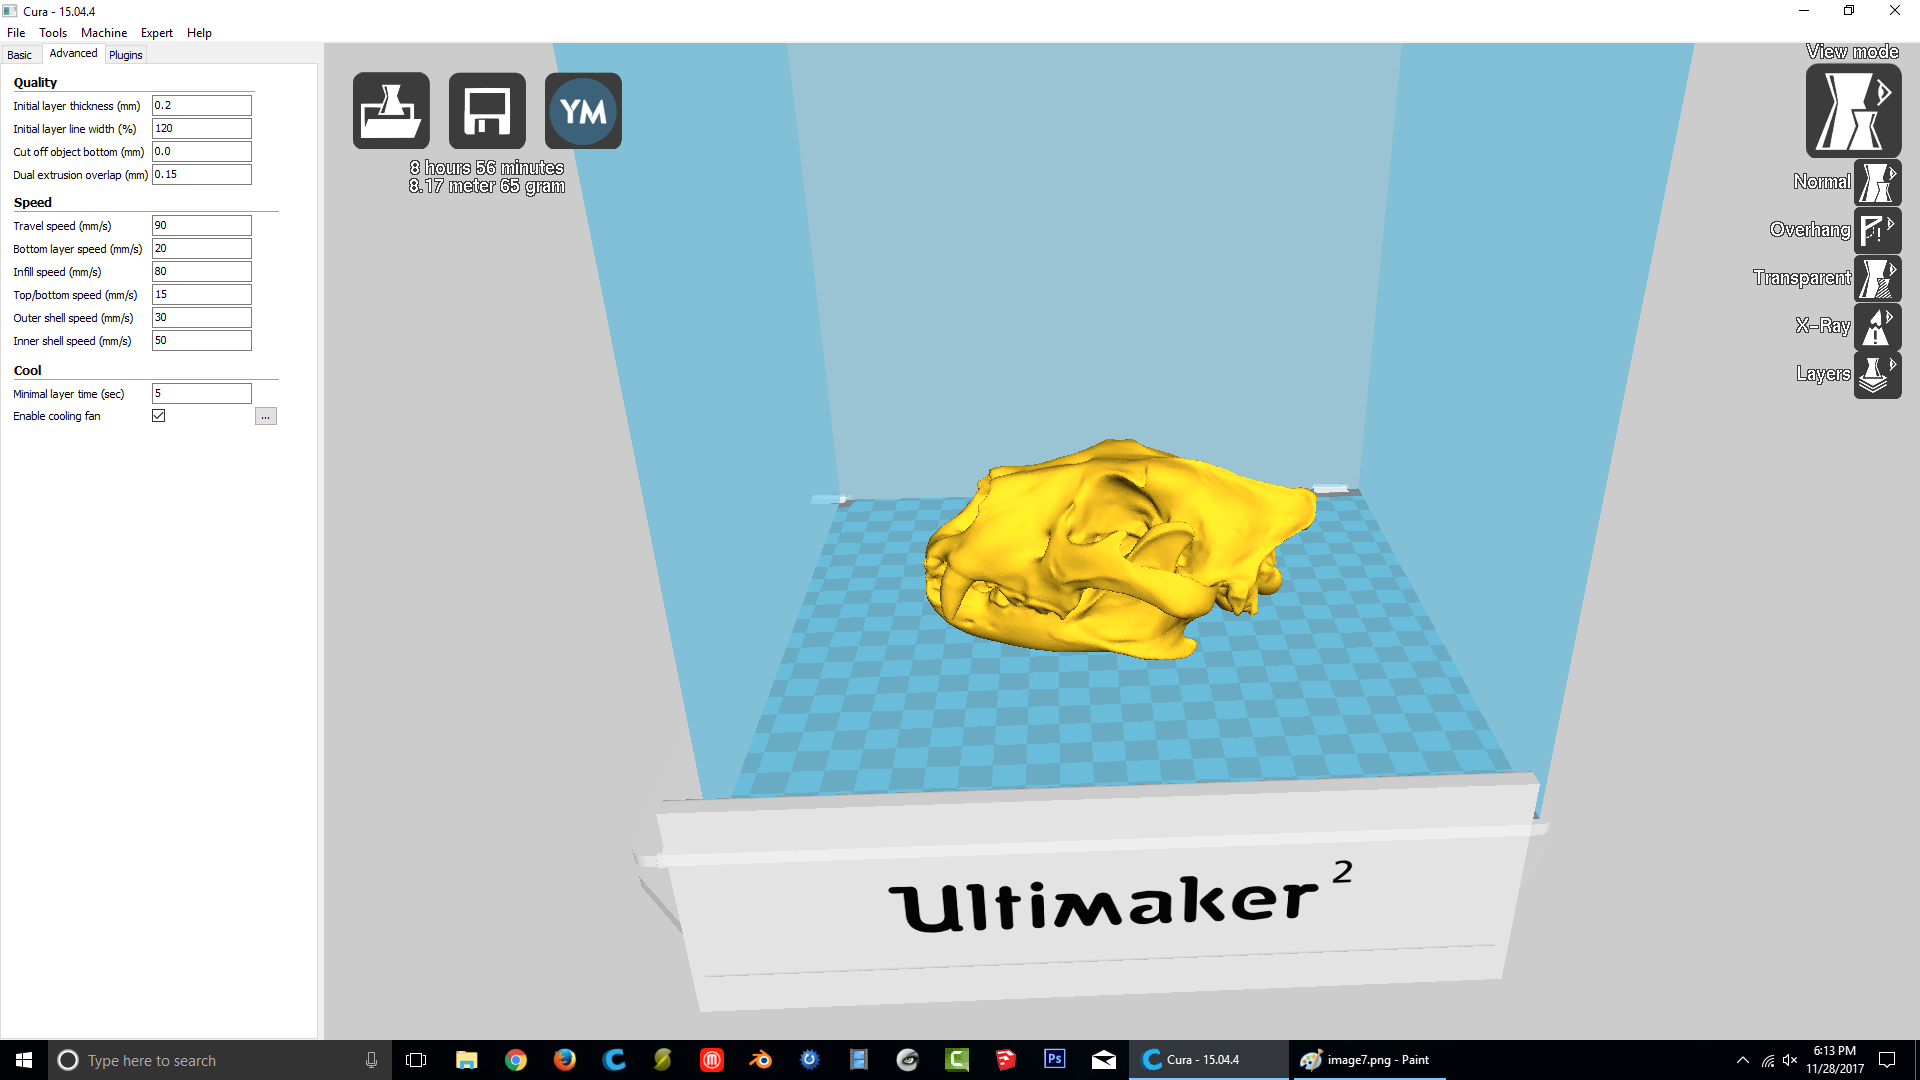 Cura - 15.04.4
File Tools Machine Expert Help
Basic Advanced Plugins
Quality
Initial layer thickness (mm) 0.2
Initial layer line width (%) 120
Cut off object bottom (mm) 0.0
Dual extrusion overlap (mm) 0.15
Speed
Travel speed (mm/s) 90
Bottom layer speed (mm/s) 20
Infill speed (mm/s) 80
Top/bottom speed (mm/s) 15
Outer shell speed (mm/s) 30
Inner shell speed (mm/s) 50
Cool
Minimal layer time (sec) 5
Enable cooling fan ...
YM
8 hours 56 minutes
8.17 meter 65 gram
View mode
Normal
Overhang
Transparent
X-Ray
Layers
Ultimaker 2
Type here to search
Ps
Cura - 15.04.4
image7.png - Paint
6:13 PM
11/28/2017